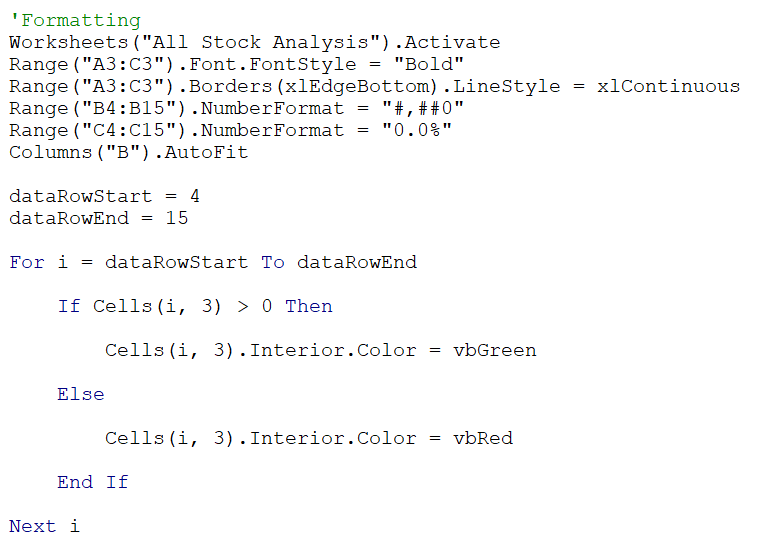 'Formatting
Worksheets("All Stock Analysis").Activate
Range("A3:C3").Font.FontStyle = "Bold"
Range("A3:C3").Borders(xlEdgeBottom).LineStyle = xlContinuous
Range("B4:B15").NumberFormat = "#,##0"
Range("C4:C15").NumberFormat = "0.0%"
Columns("B").AutoFit
dataRowStart = 4
dataRowEnd = 15
For i = dataRowStart To dataRowEnd
If Cells(i, 3) > 0 Then
Cells(i, 3).Interior.Color = vbGreen
Else
Cells(i, 3).Interior.Color = vbRed
End If
Next i